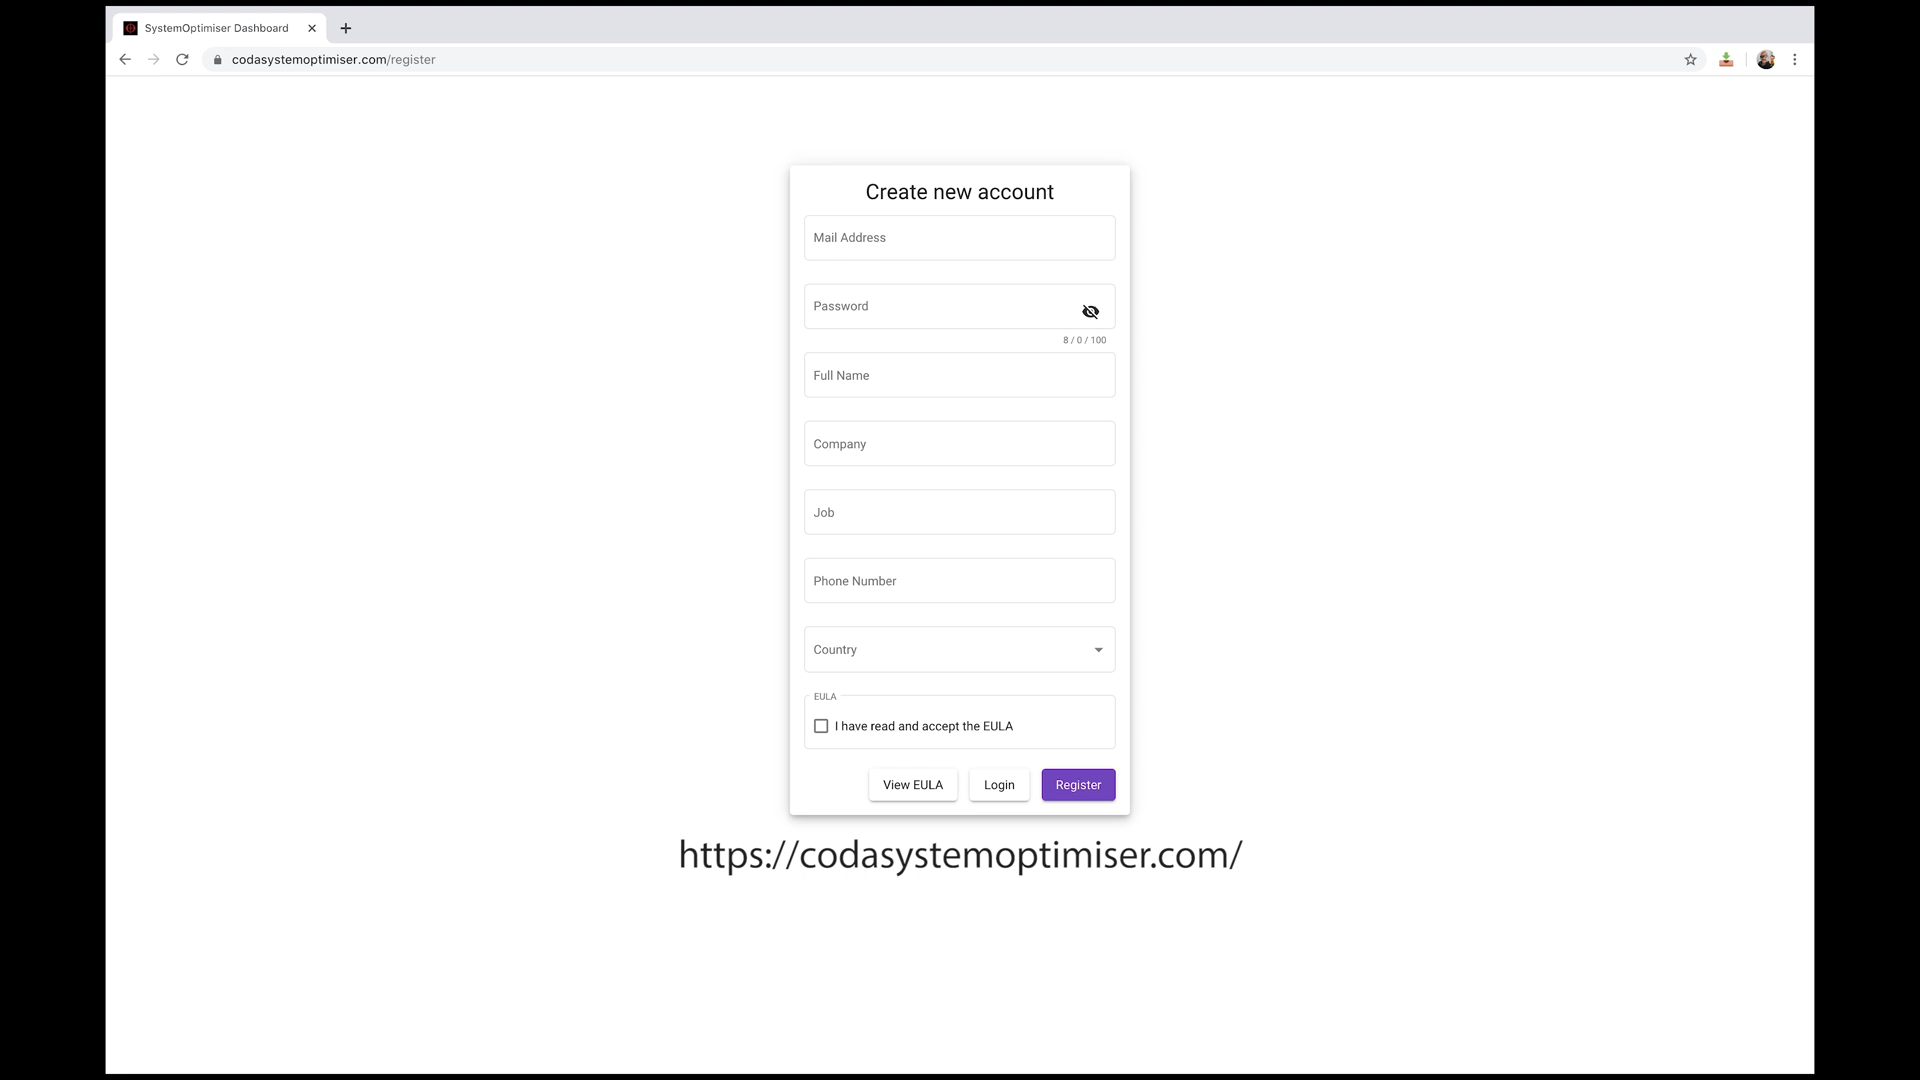 SystemOptimiser Dashboard
codasystemoptimiser.com/register
Create new account
Mail Address
Password
8 / 0 / 100
Full Name
Company
Job
Phone Number
Country
EULA
I have read and accept the EULA
View EULA Login Register
https://codasystemoptimiser.com/